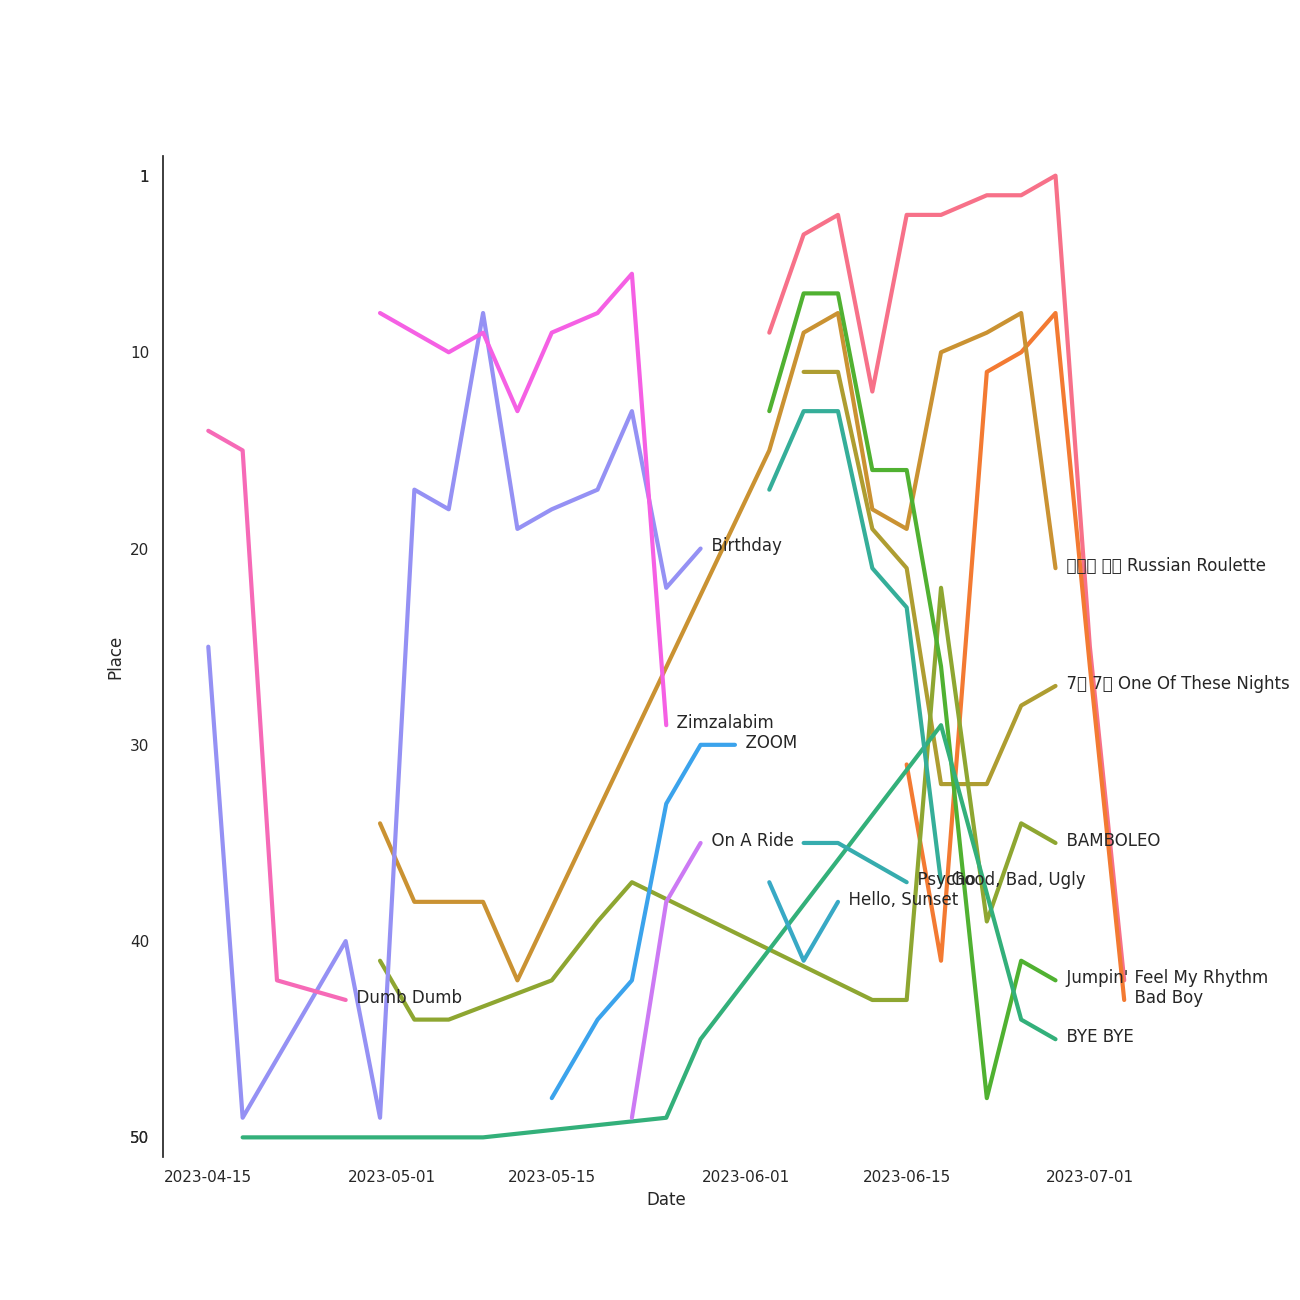 1
10
20
30
40
50
Place
Birthday
Russian Roulette
7 7 One Of These Nights
Zimzalabim
ZOOM
On A Ride
BAMBOLEO
Psycho
Good, Bad, Ugly
Hello, Sunset
Jumpin'
Feel My Rhythm
Dumb Dumb
Bad Boy
BYE BYE
2023-04-15
2023-05-01
2023-05-15
2023-06-01
2023-06-15
2023-07-01
Date